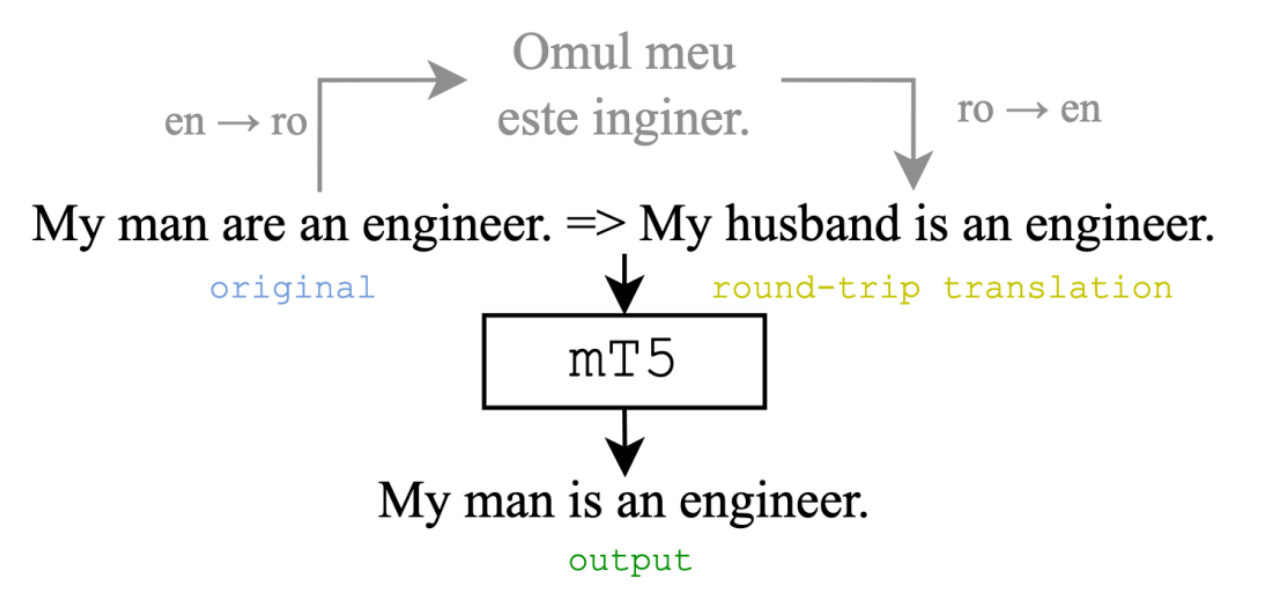 Omul meu
este inginer.
en → ro
ro → en
My man are an engineer. => My husband is an engineer.
original
round-trip translation
mT5
My man is an engineer.
output